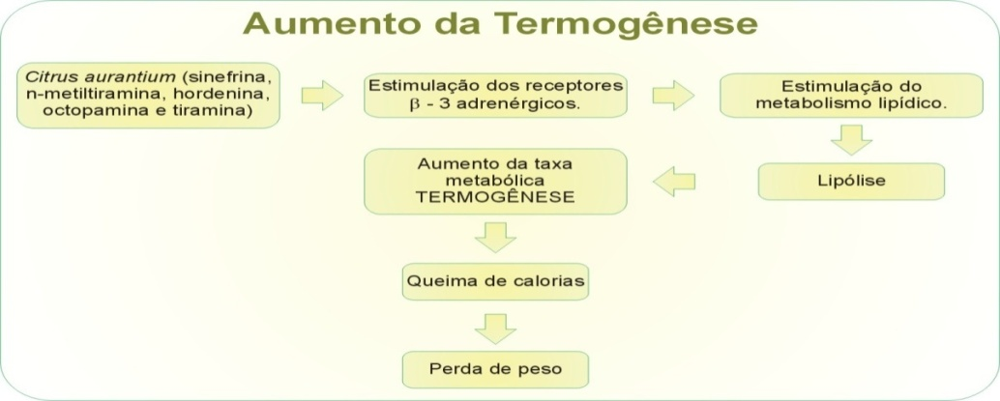 Aumento da Termogênese
Citrus aurantium (sinefrina,
n-metiltiramina, hordenina,
octopamina e tiramina)
Estimulação dos receptores
β - 3 adrenérgicos.
Estimulação do
metabolismo lipídico.
Lipólise
Aumento da taxa
metabólica
TERMOGÊNESE
Queima de calorias
Perda de peso